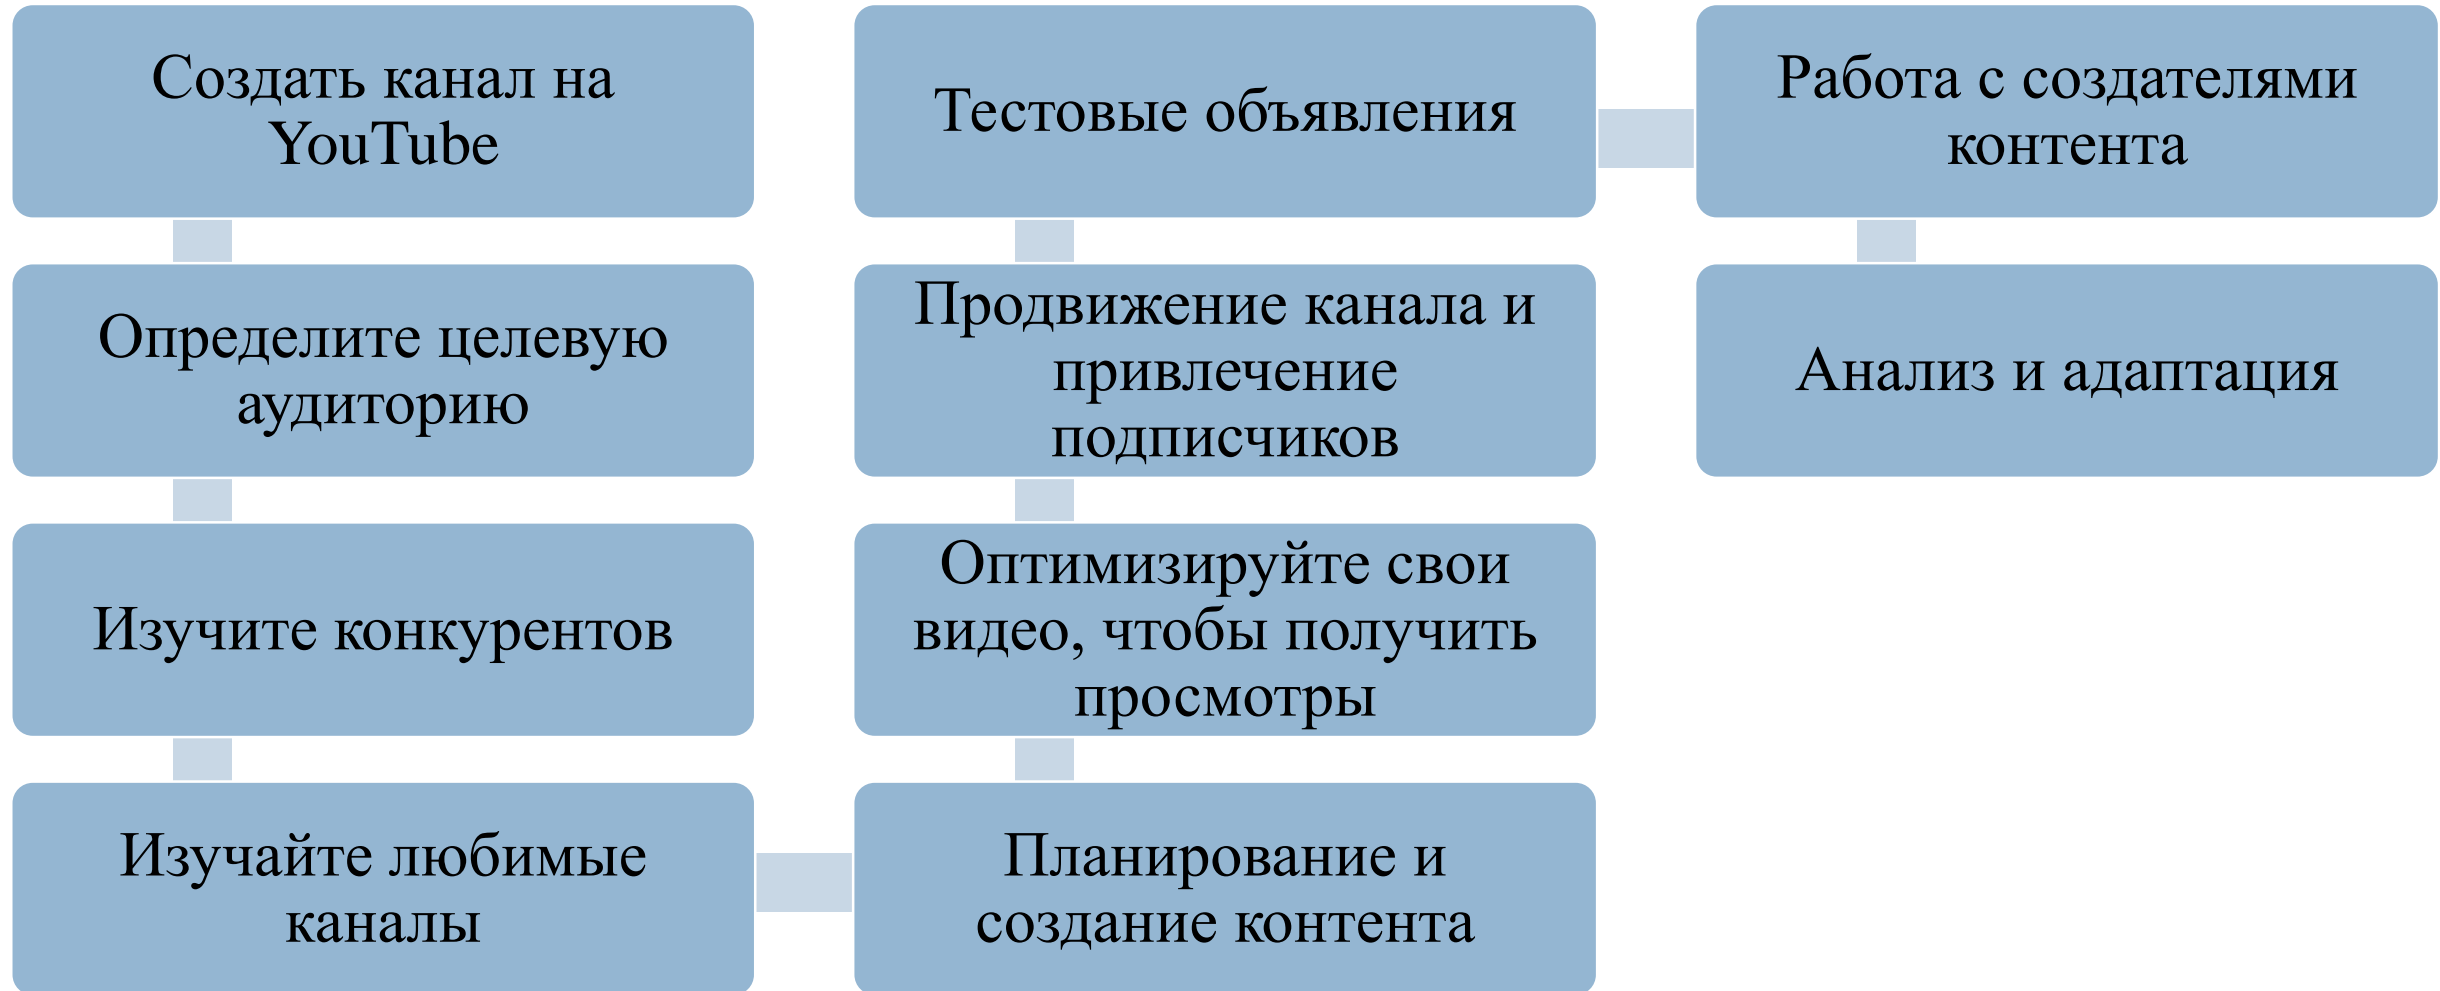 Создать канал на
YouTube
Определите целевую
аудиторию
Изучите конкурентов
Изучайте любимые
каналы
Планирование и
создание контента
Оптимизируйте свои
видео, чтобы получить
просмотры
Продвижение канала и
привлечение
подписчиков
Тестовые объявления
Работа с создателями
контента
Анализ и адаптация